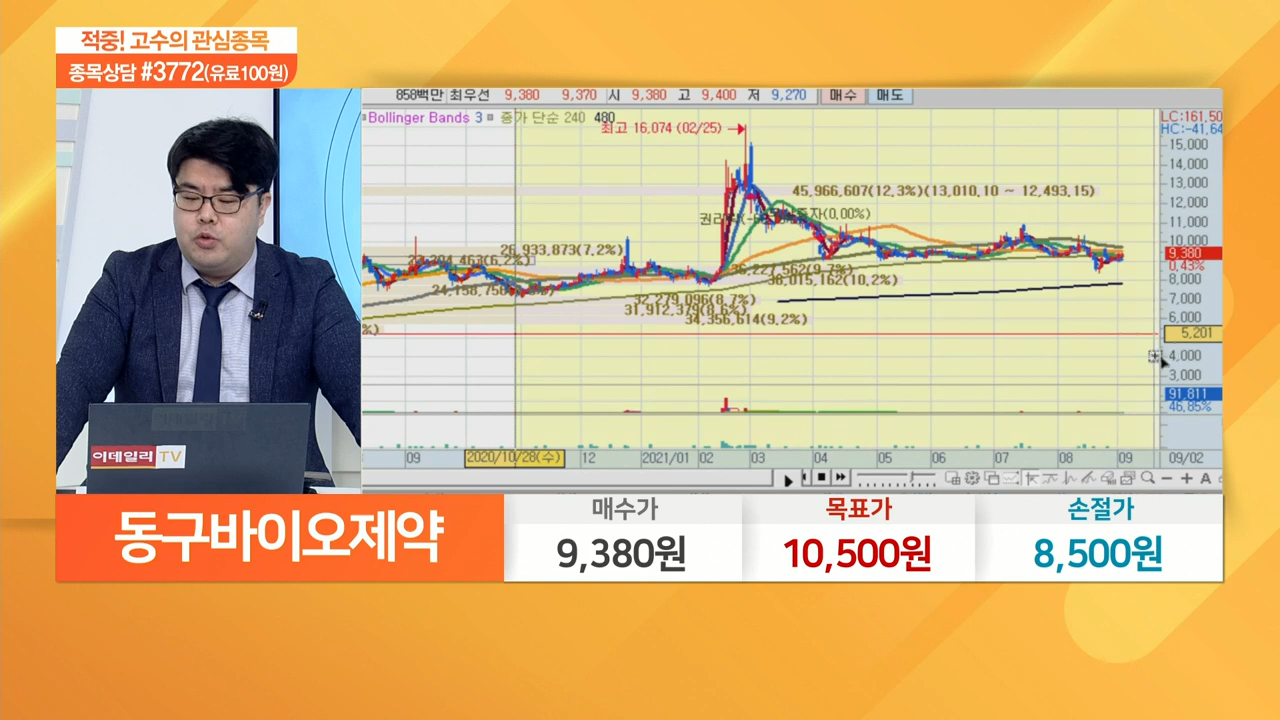 적중! 고수의 관심종목
종목상담 #3772(유료100원)
858백만 최우선 9,380 9,370 시 9,380 고 9,400 저 9,270 매수 매도
Bollinger Bands 3 종가 단순 240 480
최고 16,074 (02/25)
LC:161,50
HC:-41,64
15,000
14,000
13,000
45,966,607(12,3%)(13,010,10 ~ 12,493,15)
12,000
11,000
10,000
26,933,873(7,2%)
9,380
0,43%
8,000
36,015,162(10,2%)
7,000
32,279,096(8,7%)
31,912,379(8,6%)
34,356,614(9,2%)
6,000
%)
5,201
4,000
3,000
91,811
46,85%
09 2020/10/28(수) 12 2021/01 02 03 04 05 06 07 08 09 09/02
이데일리 TV
동구바이오제약
매수가 목표가 손절가
9,380원 10,500원 8,500원